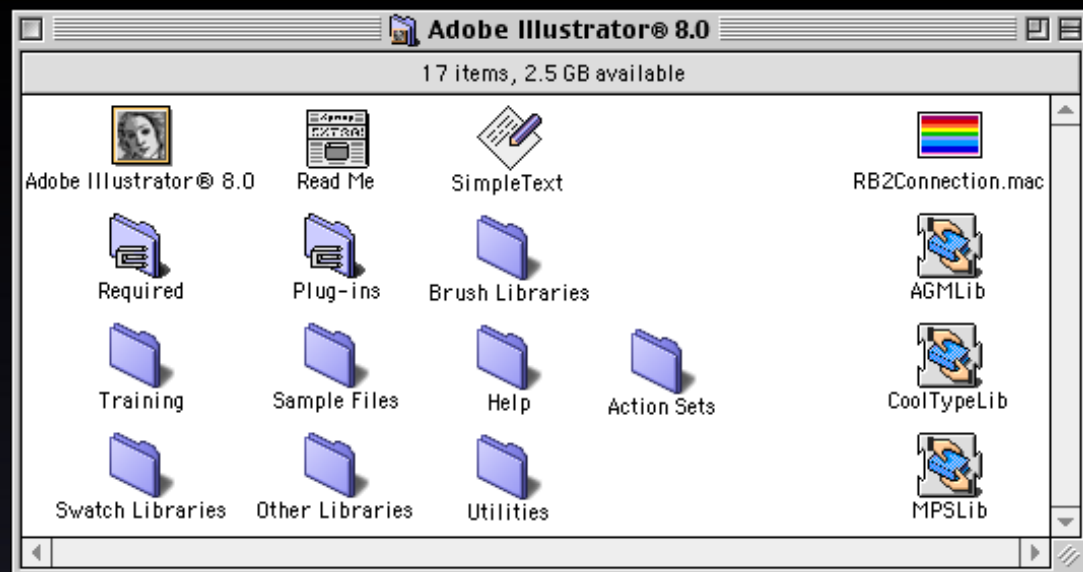 Adobe Illustrator® 8.0
17 items, 2.5 GB available
Adobe Illustrator® 8.0 Read Me SimpleText RB2Connection.mac
Required Plug-ins Brush Libraries AGMLib
Training Sample Files Help Action Sets CoolTypeLib
Swatch Libraries Other Libraries Utilities MPSLib